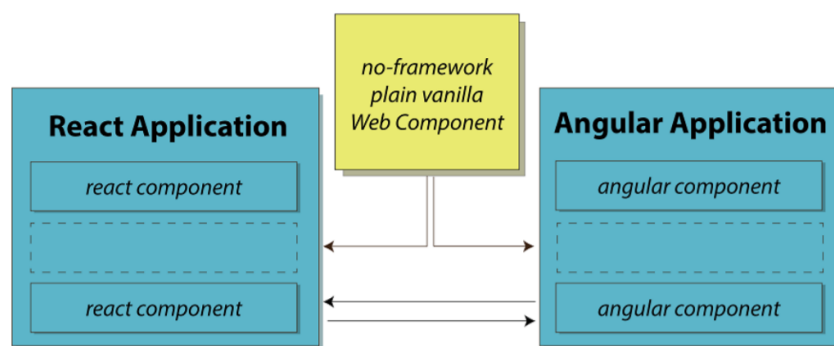 no-framework
plain vanilla
Web Component
React Application
react component
react component
Angular Application
angular component
angular component